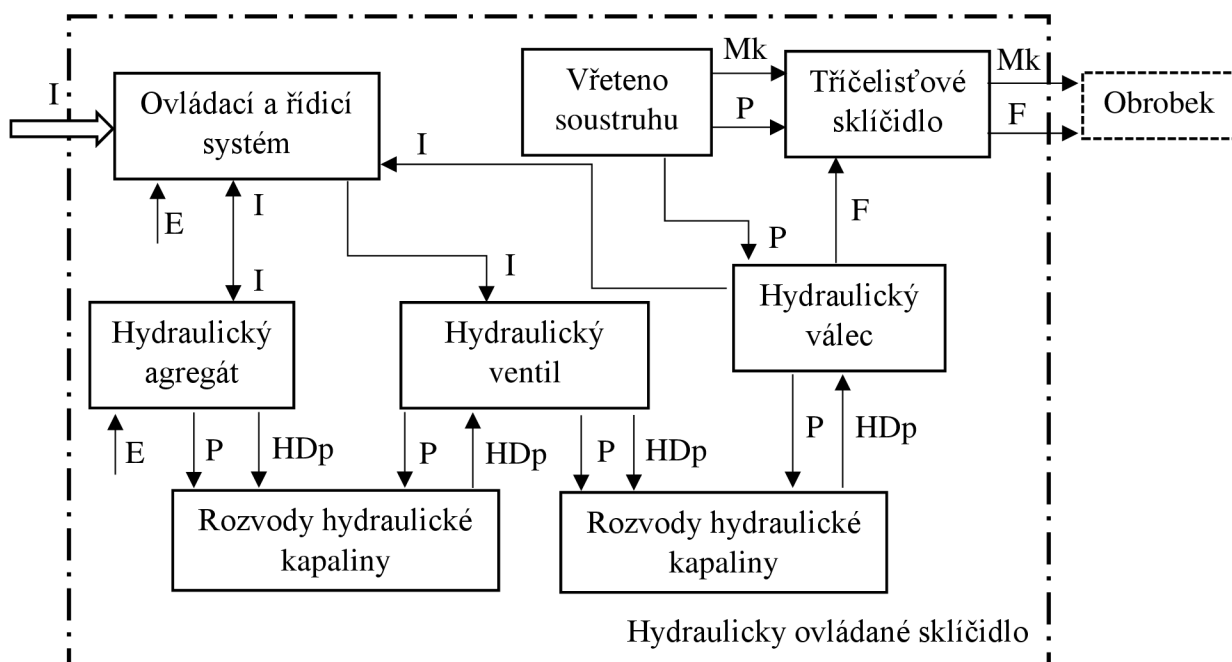 I
Ovládací a řídicí
systém
E
I
I
I
I
Vřeteno
soustruhu
Mk
P
Tříčelisťové
sklíčidlo
Mk
F
Obrobek
P
F
Hydraulický
agregát
Hydraulický
ventil
Hydraulický
válec
E
P
HDp
P
HDp
P
HDp
P
HDp
Rozvody hydraulické
kapaliny
Rozvody hydraulické
kapaliny
Hydraulicky ovládané sklíčidlo